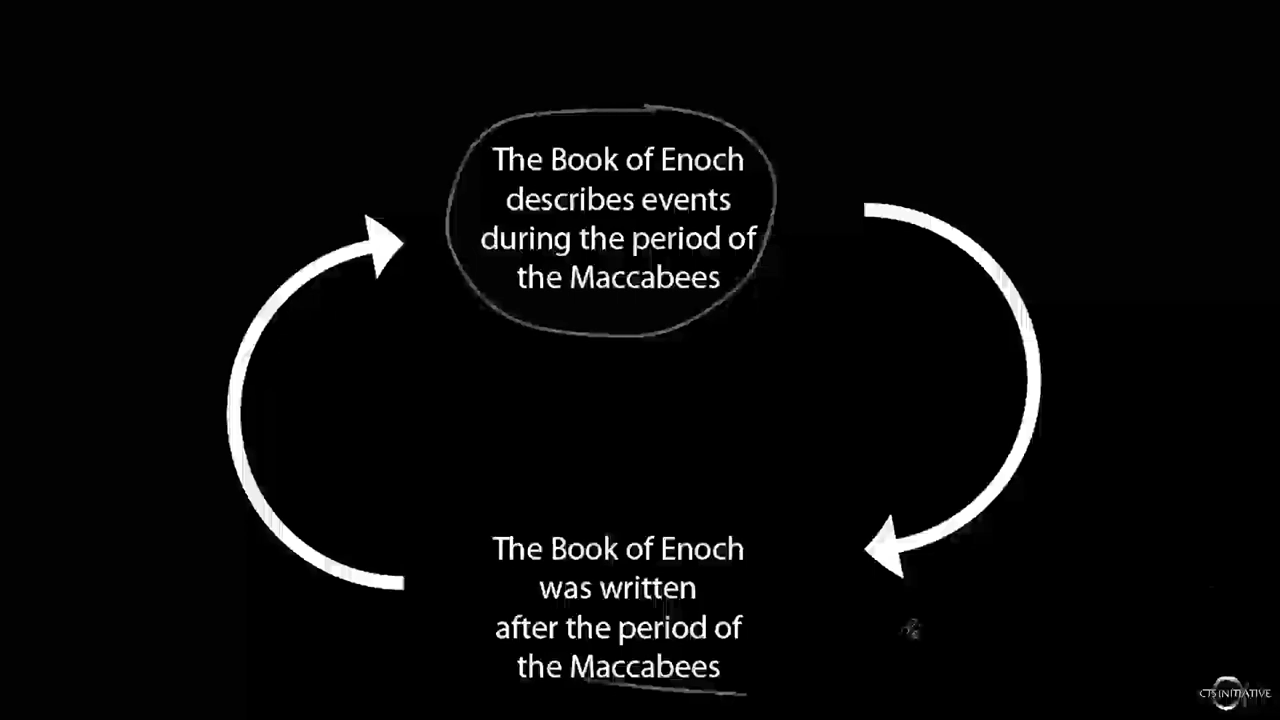 The Book of Enoch
describes events
during the period of
the Maccabees
The Book of Enoch
was written
after the period of
the Maccabees
CTS INITIATIVE